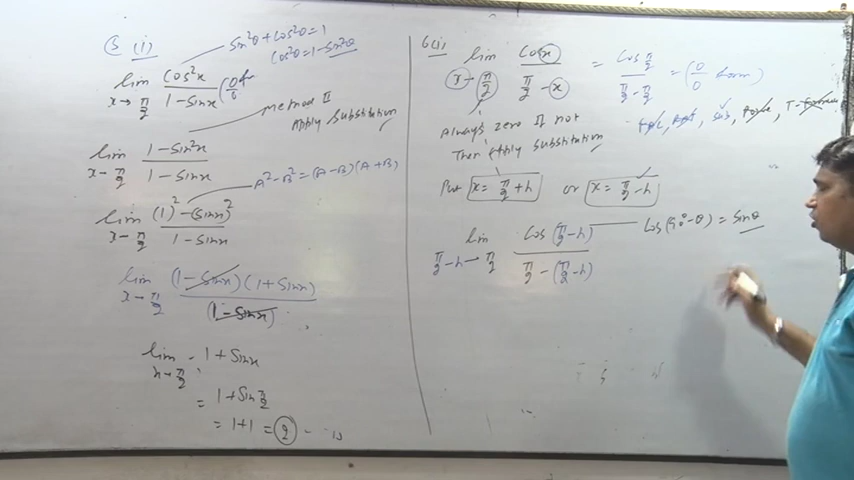 5 (i)
Sin²θ + Cos²θ = 1
Cos²θ = 1 - Sin²θ
lim x→π/2 Cos²x / 1 - Sinx (0/0
Method II
Apply Substitution
lim x→π/2 1 - Sin²x / 1 - Sinx
A² - B² = (A - B)(A + B)
lim x→π/2 (1)² - (Sinx)² / 1 - Sinx
lim x→π/2 (1 - Sinx)(1 + Sinx) / (1 - Sinx)
lim x→π/2 1 + Sinx
= 1 + Sin π/2
= 1 + 1 = 2
6(i)
lim x→π/2 Cosx / π/2 - x = Cos π/2 / π/2 - π/2 = (0/0 form)
Always zero If not
Then Apply Substitution
Put x = π/2 + h or x = π/2 - h
lim π/2 - h → π/2 Cos(π/2 - h) / π/2 - (π/2 - h)
Cos(90° - θ) = Sinθ